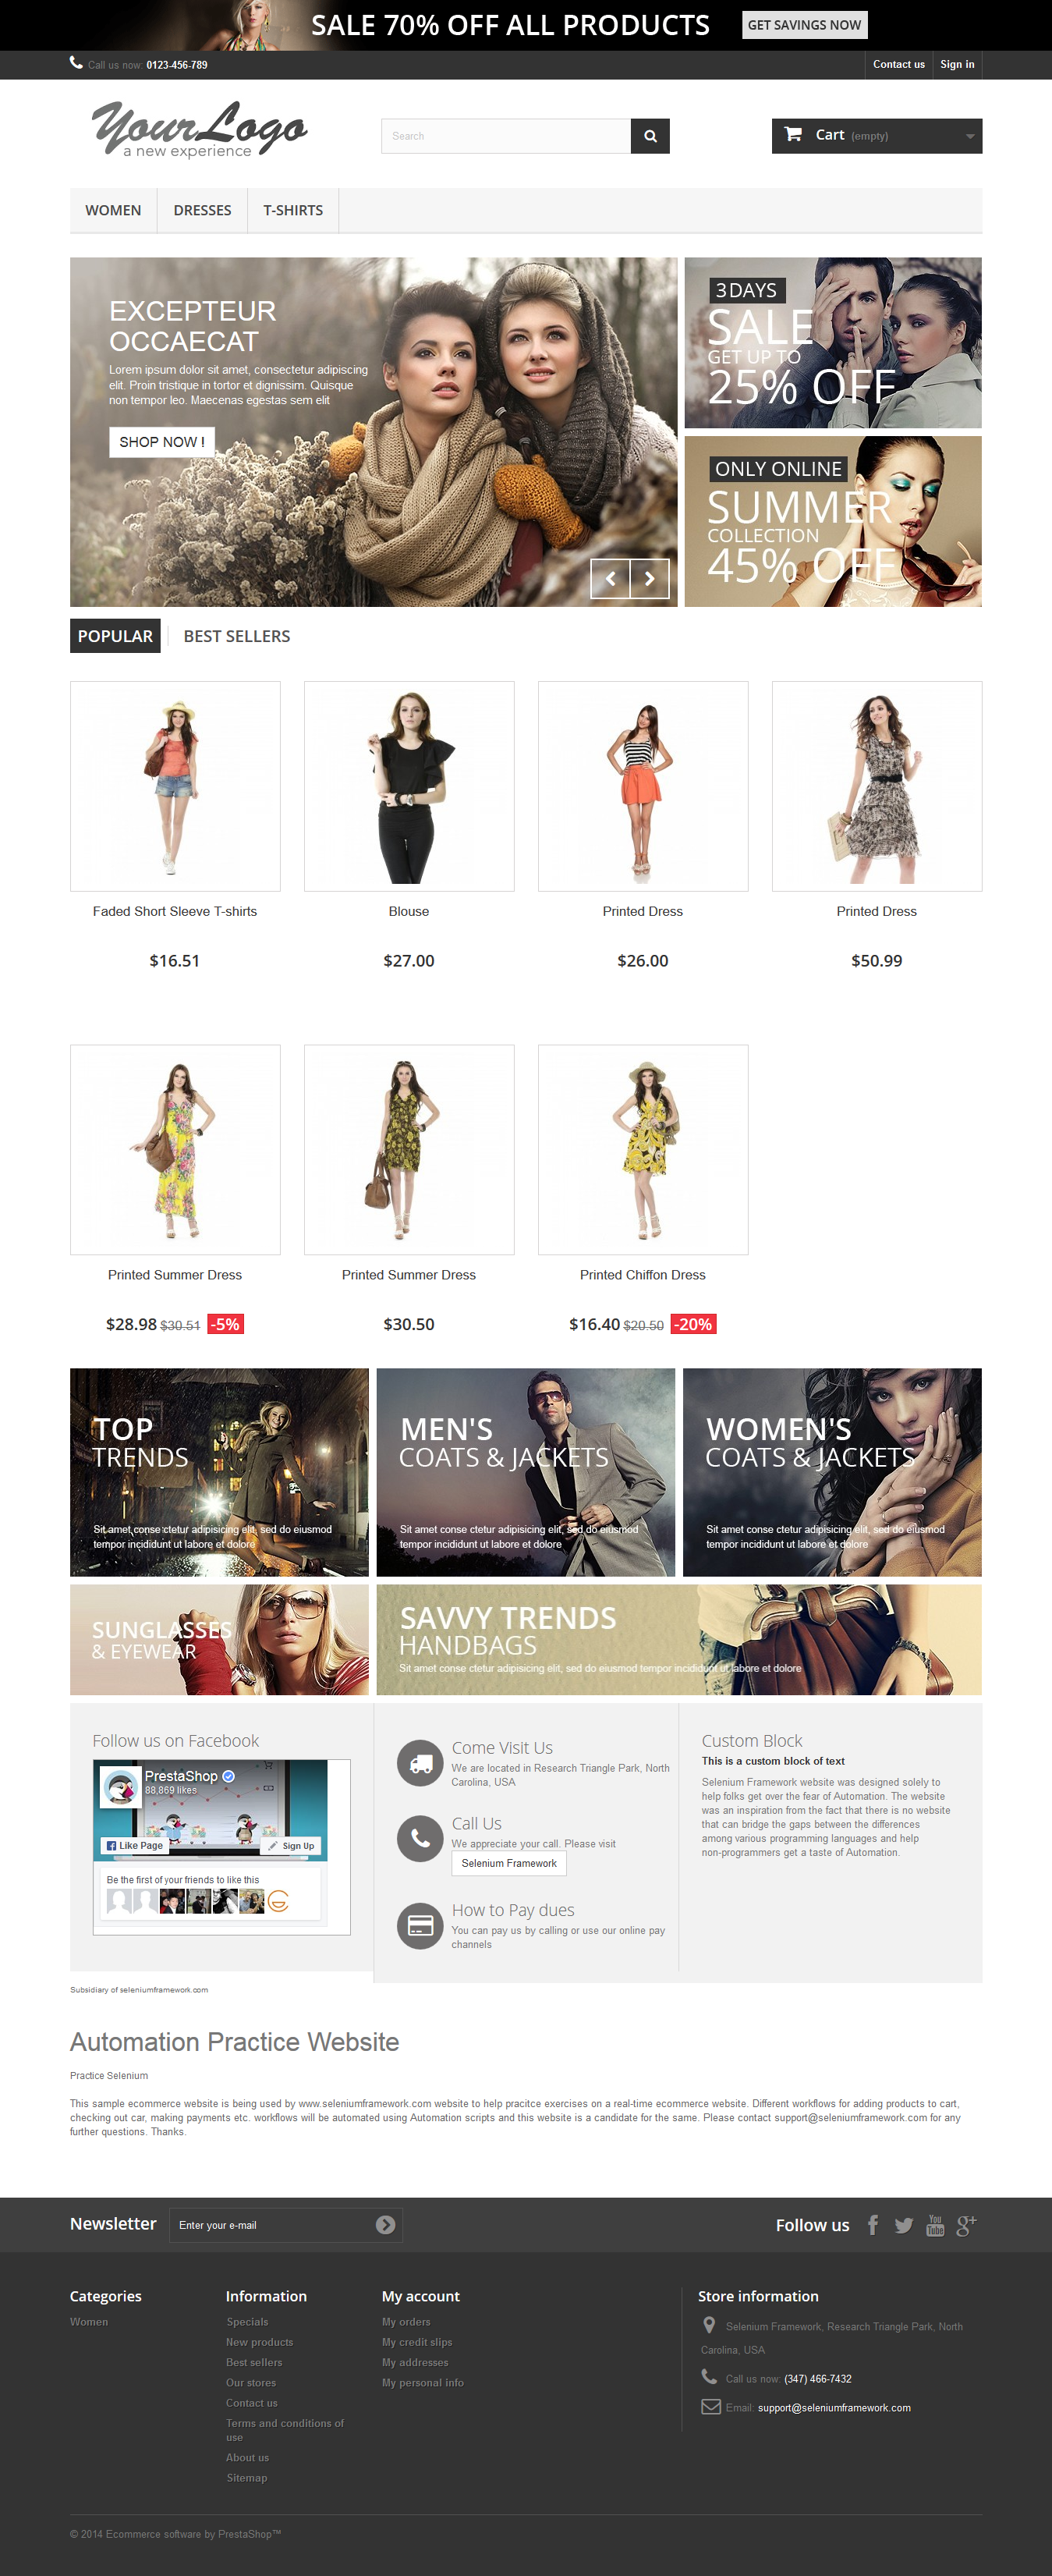 SALE 70% OFF ALL PRODUCTS
GET SAVINGS NOW
Call us now: 0123-456-789
Contact us
Sign in
YourLogo
a new experience
Search
Cart (empty)
WOMEN
DRESSES
T-SHIRTS
EXCEPTEUR
OCCAECAT
Lorem ipsum dolor sit amet, consectetur adipiscing
elit. Proin tristique in tortor et dignissim. Quisque
non tempor leo. Maecenas egestas sem elit
SHOP NOW !
3 DAYS
SALE
GET UP TO
25% OFF
ONLY ONLINE
SUMMER
COLLECTION
45% OFF
POPULAR
BEST SELLERS
Faded Short Sleeve T-shirts
$16.51
Blouse
$27.00
Printed Dress
$26.00
Printed Dress
$50.99
Printed Summer Dress
$28.98 $30.51 -5%
Printed Summer Dress
$30.50
Printed Chiffon Dress
$16.40 $20.50 -20%
TOP
TRENDS
Sit amet conse ctetur adipisicing elit, sed do eiusmod
tempor incididunt ut labore et dolore
MEN'S
COATS & JACKETS
Sit amet conse ctetur adipisicing elit, sed do eiusmod
tempor incididunt ut labore et dolore
WOMEN'S
COATS & JACKETS
Sit amet conse ctetur adipisicing elit, sed do eiusmod
tempor incididunt ut labore et dolore
SUNGLASSES
& EYEWEAR
SAVVY TRENDS
HANDBAGS
Sit amet conse ctetur adipisicing elit, sed do eiusmod tempor incididunt ut labore et dolore
Follow us on Facebook
PrestaShop
88,869 likes
Like Page
Sign Up
Be the first of your friends to like this
Come Visit Us
We are located in Research Triangle Park, North
Carolina, USA
Call Us
We appreciate your call. Please visit
Selenium Framework
How to Pay dues
You can pay us by calling or use our online pay
channels
Custom Block
This is a custom block of text
Selenium Framework website was designed solely to
help folks get over the fear of Automation. The website
was an inspiration from the fact that there is no website
that can bridge the gaps between the differences
among various programming languages and help
non-programmers get a taste of Automation.
Subsidiary of seleniumframework.com
Automation Practice Website
Practice Selenium
This sample ecommerce website is being used by www.seleniumframework.com website to help pracitce exercises on a real-time ecommerce website. Different workflows for adding products to cart,
checking out car, making payments etc. workflows will be automated using Automation scripts and this website is a candidate for the same. Please contact support@seleniumframework.com for any
further questions. Thanks.
Newsletter
Enter your e-mail
Follow us
You
Tube
Categories
Women
Information
Specials
New products
Best sellers
Our stores
Contact us
Terms and conditions of
use
About us
Sitemap
My account
My orders
My credit slips
My addresses
My personal info
Store information
Selenium Framework, Research Triangle Park, North
Carolina, USA
Call us now: (347) 466-7432
Email: support@seleniumframework.com
© 2014 Ecommerce software by PrestaShop™